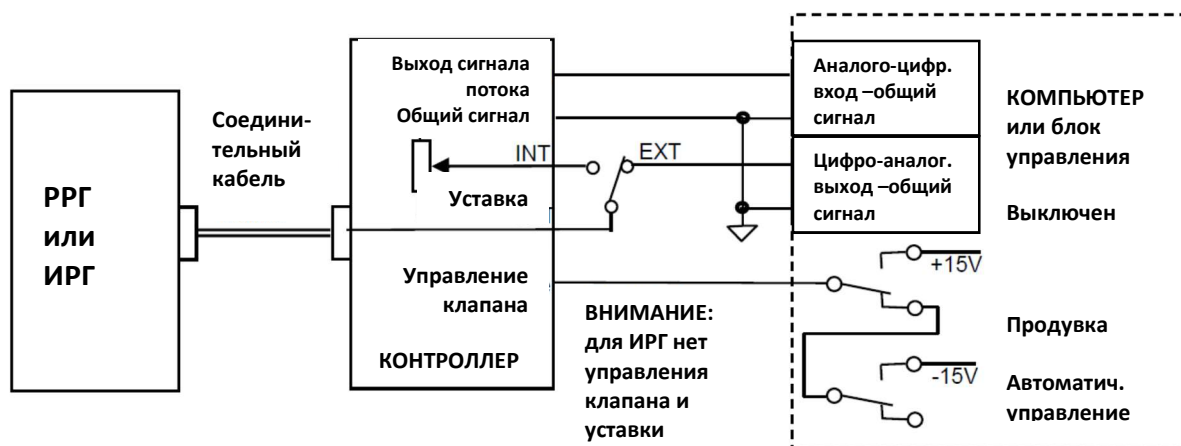 РРГ
или
ИРГ
Соедини-
тельный
кабель
Выход сигнала
потока
Общий сигнал
INT
EXT
Уставка
Управление
клапана
КОНТРОЛЛЕР
ВНИМАНИЕ:
для ИРГ нет
управления
клапана и
уставки
Аналого-цифр.
вход –общий
сигнал
Цифро-аналог.
выход –общий
сигнал
КОМПЬЮТЕР
или блок
управления
Выключен
+15V
Продувка
-15V
Автоматич.
управление